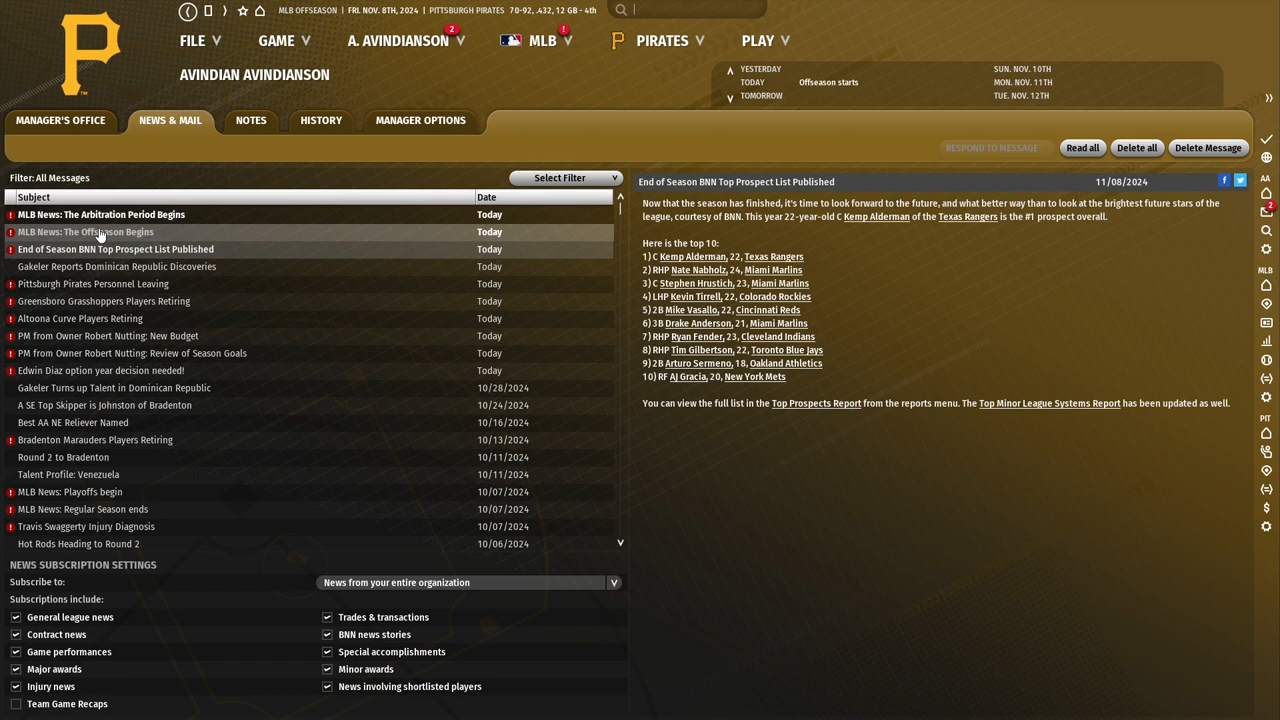 MLB OFFSEASON | FRI. NOV. 8TH, 2024 | PITTSBURGH PIRATES 70-92, .432, 12 GB - 4th
P
TM
FILE GAME A. AVINDIANSON 2 MLB ! P PIRATES PLAY
AVINDIAN AVINDIANSON
YESTERDAY SUN. NOV. 10TH
TODAY Offseason starts MON. NOV. 11TH
TOMORROW TUE. NOV. 12TH
MANAGER'S OFFICE NEWS & MAIL NOTES HISTORY MANAGER OPTIONS
RESPOND TO MESSAGE Read all Delete all Delete Message
Filter: All Messages Select Filter
Subject Date
MLB News: The Arbitration Period Begins Today
MLB News: The Offseason Begins Today
End of Season BNN Top Prospect List Published Today
Gakeler Reports Dominican Republic Discoveries Today
Pittsburgh Pirates Personnel Leaving Today
Greensboro Grasshoppers Players Retiring Today
Altoona Curve Players Retiring Today
PM from Owner Robert Nutting: New Budget Today
PM from Owner Robert Nutting: Review of Season Goals Today
Edwin Diaz option year decision needed! Today
Gakeler Turns up Talent in Dominican Republic 10/28/2024
A SE Top Skipper is Johnston of Bradenton 10/24/2024
Best AA NE Reliever Named 10/16/2024
Bradenton Marauders Players Retiring 10/13/2024
Round 2 to Bradenton 10/11/2024
Talent Profile: Venezuela 10/11/2024
MLB News: Playoffs begin 10/07/2024
MLB News: Regular Season ends 10/07/2024
Travis Swaggerty Injury Diagnosis 10/07/2024
Hot Rods Heading to Round 2 10/06/2024
NEWS SUBSCRIPTION SETTINGS
Subscribe to: News from your entire organization
Subscriptions include:
General league news Trades & transactions
Contract news BNN news stories
Game performances Special accomplishments
Major awards Minor awards
Injury news News involving shortlisted players
Team Game Recaps
End of Season BNN Top Prospect List Published 11/08/2024
Now that the season has finished, it's time to look forward to the future, and what better way than to look at the brightest future stars of the
league, courtesy of BNN. This year 22-year-old C Kemp Alderman of the Texas Rangers is the #1 prospect overall.
Here is the top 10:
1) C Kemp Alderman, 22, Texas Rangers
2) RHP Nate Nabholz, 24, Miami Marlins
3) C Stephen Hrustich, 23, Miami Marlins
4) LHP Kevin Tirrell, 22, Colorado Rockies
5) 2B Mike Vasallo, 22, Cincinnati Reds
6) 3B Drake Anderson, 21, Miami Marlins
7) RHP Ryan Fender, 23, Cleveland Indians
8) RHP Tim Gilbertson, 22, Toronto Blue Jays
9) 2B Arturo Sermeno, 18, Oakland Athletics
10) RF AJ Gracia, 20, New York Mets
You can view the full list in the Top Prospects Report from the reports menu. The Top Minor League Systems Report has been updated as well.
AA
2
MLB
PIT